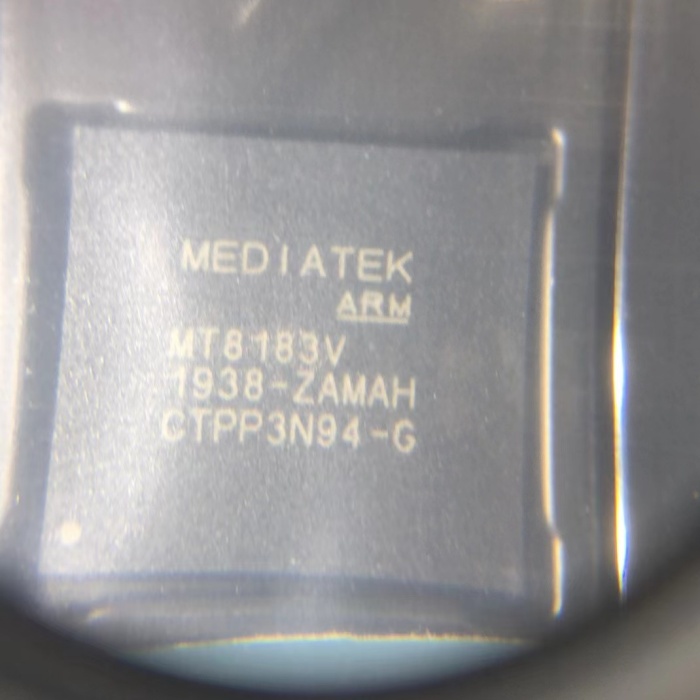 MEDIATEK
ARM
MT8183V
1938-ZAMAH
CTPP3N94-G